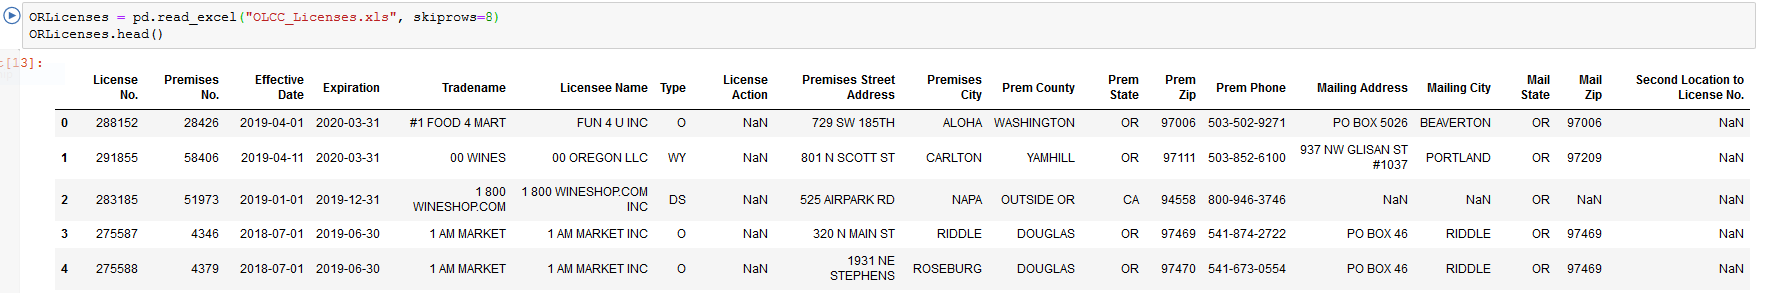 ORLicenses = pd.read_excel("OLCC_Licenses.xls", skiprows=8)
ORLicenses.head()
t[13]:
License No. Premises No. Effective Date Expiration Tradename Licensee Name Type License Action Premises Street Address Premises City Prem County Prem State Prem Zip Prem Phone Mailing Address Mailing City Mail State Mail Zip Second Location to License No.
0 288152 28426 2019-04-01 2020-03-31 #1 FOOD 4 MART FUN 4 U INC O NaN 729 SW 185TH ALOHA WASHINGTON OR 97006 503-502-9271 PO BOX 5026 BEAVERTON OR 97006 NaN
1 291855 58406 2019-04-11 2020-03-31 00 WINES 00 OREGON LLC WY NaN 801 N SCOTT ST CARLTON YAMHILL OR 97111 503-852-6100 937 NW GLISAN ST #1037 PORTLAND OR 97209 NaN
2 283185 51973 2019-01-01 2019-12-31 1 800 WINESHOP.COM 1 800 WINESHOP.COM INC DS NaN 525 AIRPARK RD NAPA OUTSIDE OR CA 94558 800-946-3746 NaN NaN OR NaN NaN
3 275587 4346 2018-07-01 2019-06-30 1 AM MARKET 1 AM MARKET INC O NaN 320 N MAIN ST RIDDLE DOUGLAS OR 97469 541-874-2722 PO BOX 46 RIDDLE OR 97469 NaN
4 275588 4379 2018-07-01 2019-06-30 1 AM MARKET 1 AM MARKET INC O NaN 1931 NE STEPHENS ROSEBURG DOUGLAS OR 97470 541-673-0554 PO BOX 46 RIDDLE OR 97469 NaN